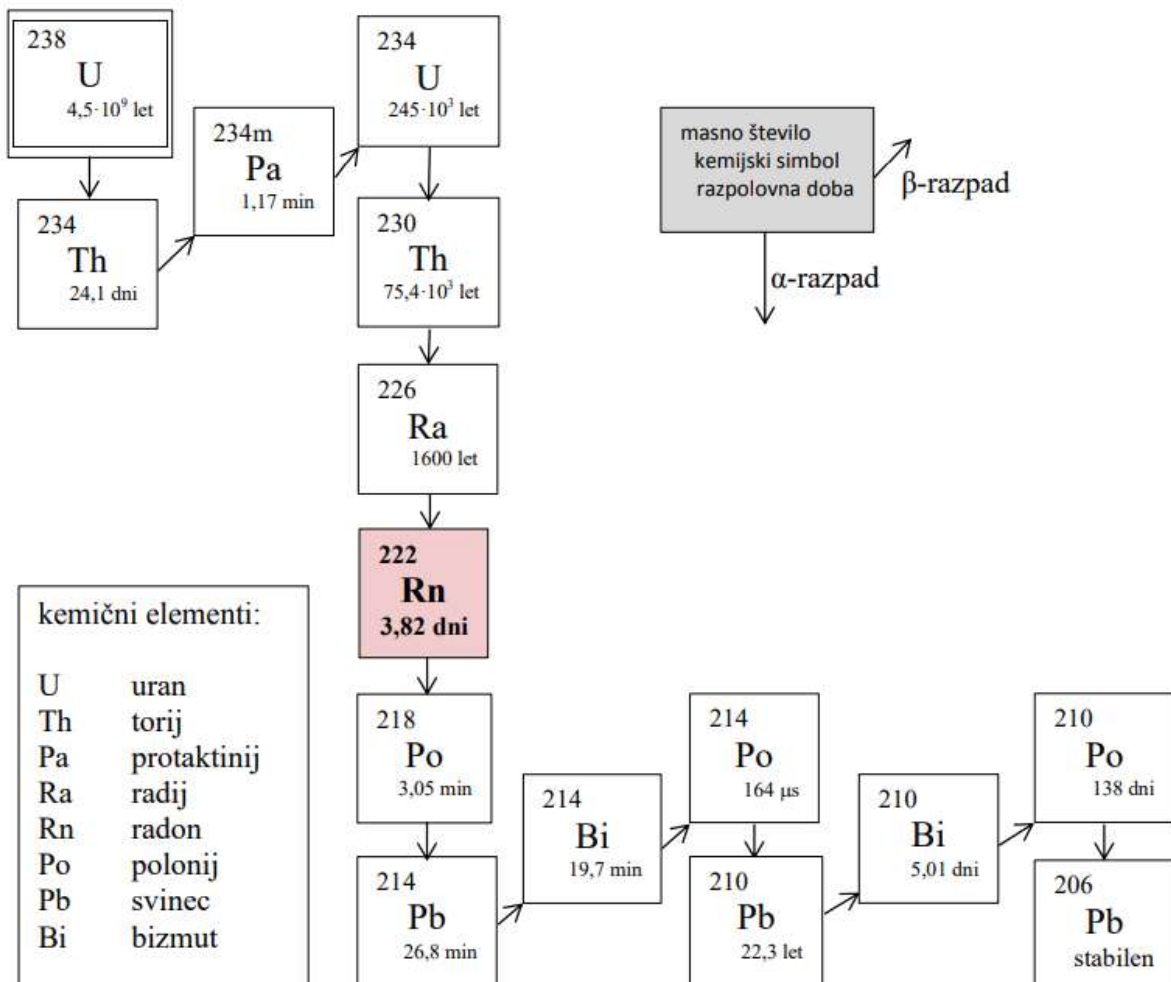 238
U
4,5·10⁹ let
234
Th
24,1 dni
234m
Pa
1,17 min
234
U
245·10³ let
230
Th
75,4·10³ let
226
Ra
1600 let
222
Rn
3,82 dni
218
Po
3,05 min
214
Pb
26,8 min
214
Bi
19,7 min
214
Po
164 μs
210
Pb
22,3 let
210
Bi
5,01 dni
210
Po
138 dni
206
Pb
stabilen
masno število
kemijski simbol
razpolovna doba
β-razpad
α-razpad
kemični elementi:
U uran
Th torij
Pa protaktinij
Ra radij
Rn radon
Po polonij
Pb svinec
Bi bizmut